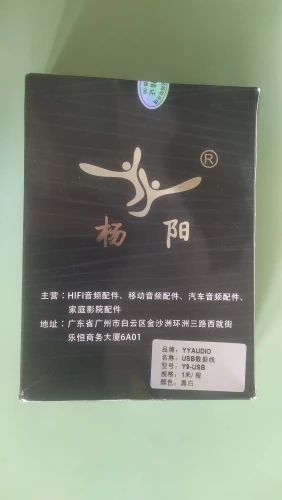 ®
杨 阳
主营：HIFI音频配件、移动音频配件、汽车音频配件、
家庭影院配件
地址：广东省广州市白云区金沙洲环洲三路西就街
乐恒商务大厦6A01
品牌：YYAUDIO
名称：USB数据线
型号：Y9-USB
规格：1米/根
颜色：黑白